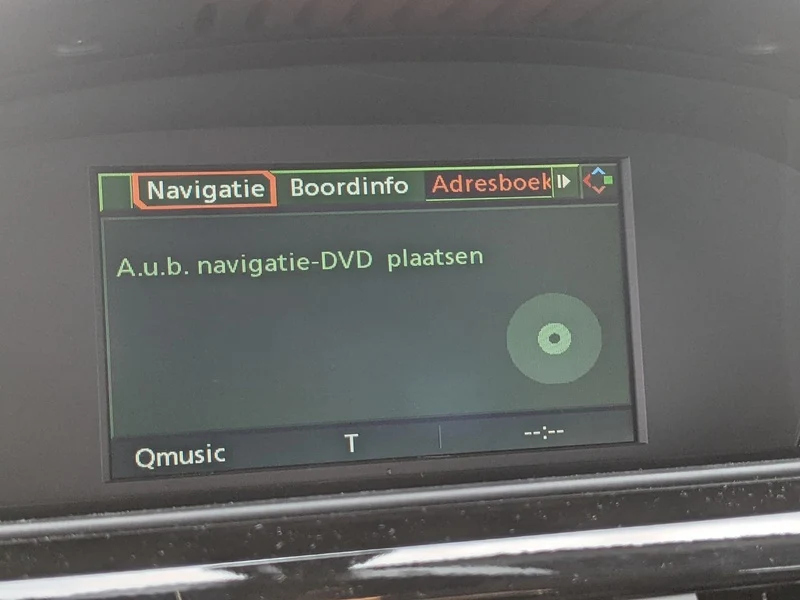 Navigatie Boordinfo Adresboek
A.u.b. navigatie-DVD plaatsen
Qmusic T --:--